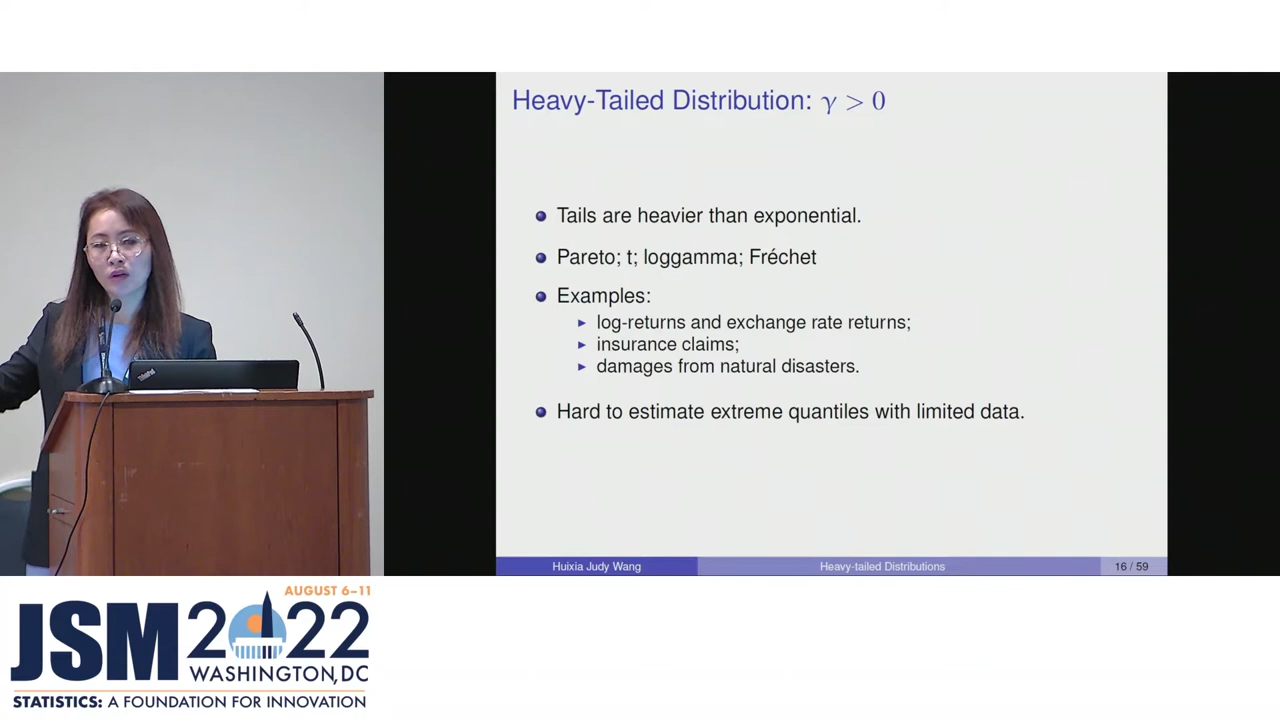 Heavy-Tailed Distribution: γ > 0
Tails are heavier than exponential.
Pareto; t; loggamma; Fréchet
Examples:
log-returns and exchange rate returns;
insurance claims;
damages from natural disasters.
Hard to estimate extreme quantiles with limited data.
Huixia Judy Wang
Heavy-tailed Distributions
16 / 59
ThinkPad
AUGUST 6–11
JSM 2022
WASHINGTON, DC
STATISTICS: A FOUNDATION FOR INNOVATION